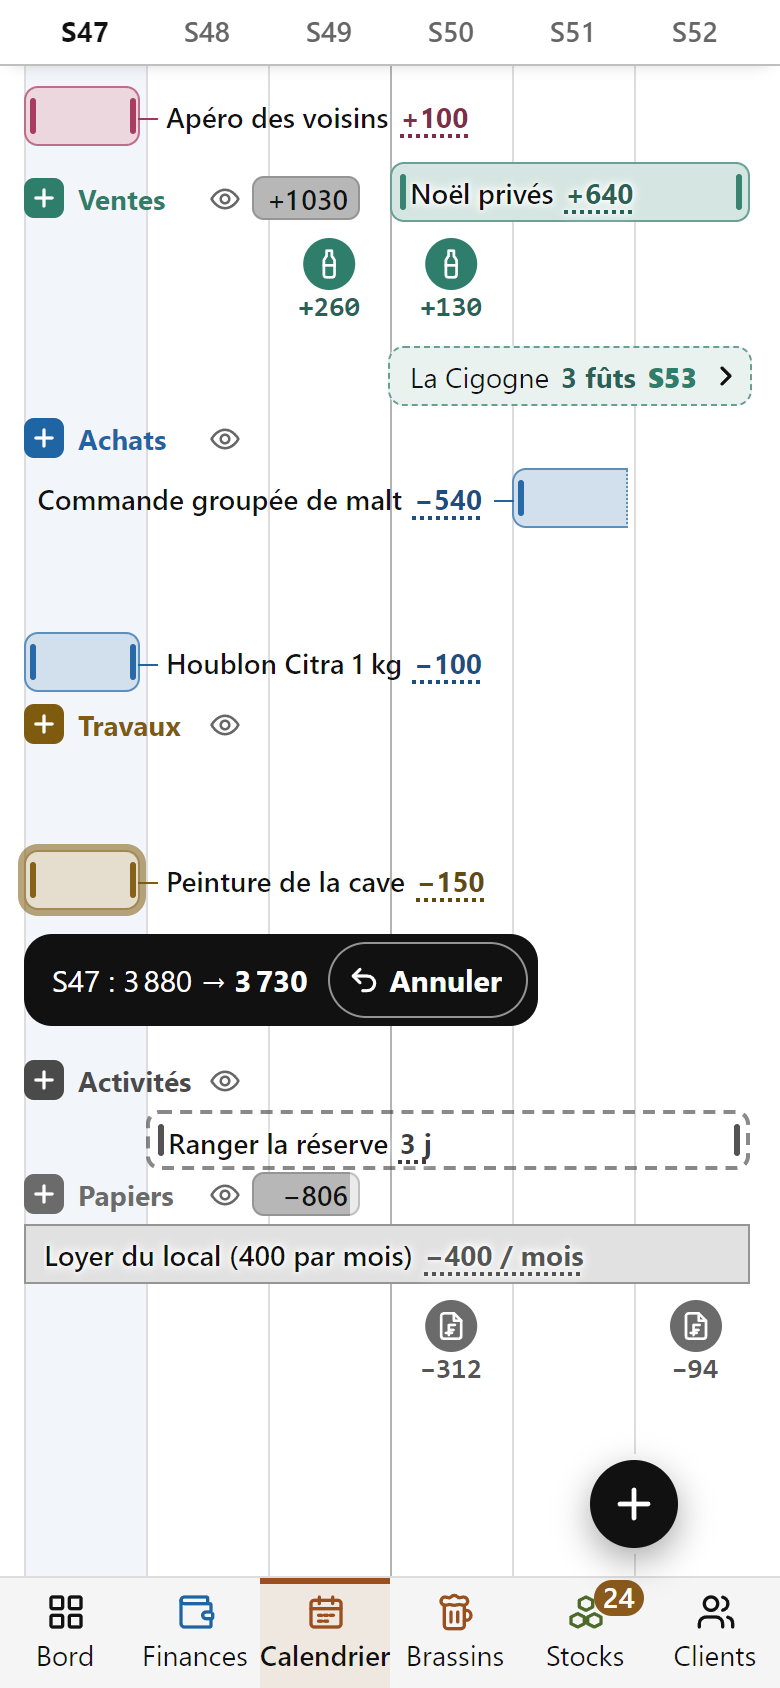 S47 S48 S49 S50 S51 S52
Apéro des voisins +100
Ventes +1030 Noël privés +640
+260 +130
La Cigogne 3 fûts S53
Achats
Commande groupée de malt −540
Houblon Citra 1 kg −100
Travaux
Peinture de la cave −150
S47 : 3 880 → 3 730 Annuler
Activités
Ranger la réserve 3 j
Papiers −806
Loyer du local (400 par mois) −400 / mois
−312 −94
24
Bord Finances Calendrier Brassins Stocks Clients